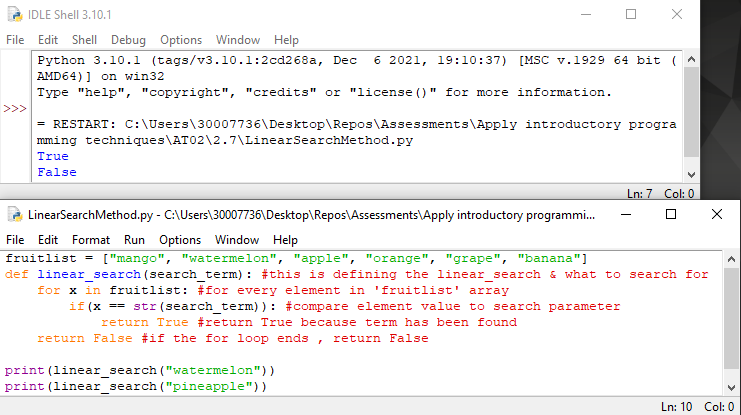 IDLE Shell 3.10.1
File Edit Shell Debug Options Window Help
Python 3.10.1 (tags/v3.10.1:2cd268a, Dec  6 2021, 19:10:37) [MSC v.1929 64 bit (
AMD64)] on win32
Type "help", "copyright", "credits" or "license()" for more information.
>>>
= RESTART: C:\Users\30007736\Desktop\Repos\Assessments\Apply introductory progra
mming techniques\AT02\2.7\LinearSearchMethod.py
True
False
Ln: 7 Col: 0
LinearSearchMethod.py - C:\Users\30007736\Desktop\Repos\Assessments\Apply introductory programmi...
File Edit Format Run Options Window Help
fruitlist = ["mango", "watermelon", "apple", "orange", "grape", "banana"]
def linear_search(search_term): #this is defining the linear_search & what to search for
    for x in fruitlist: #for every element in 'fruitlist' array
        if(x == str(search_term)): #compare element value to search parameter
            return True #return True because term has been found
    return False #if the for loop ends , return False
print(linear_search("watermelon"))
print(linear_search("pineapple"))
Ln: 10 Col: 0